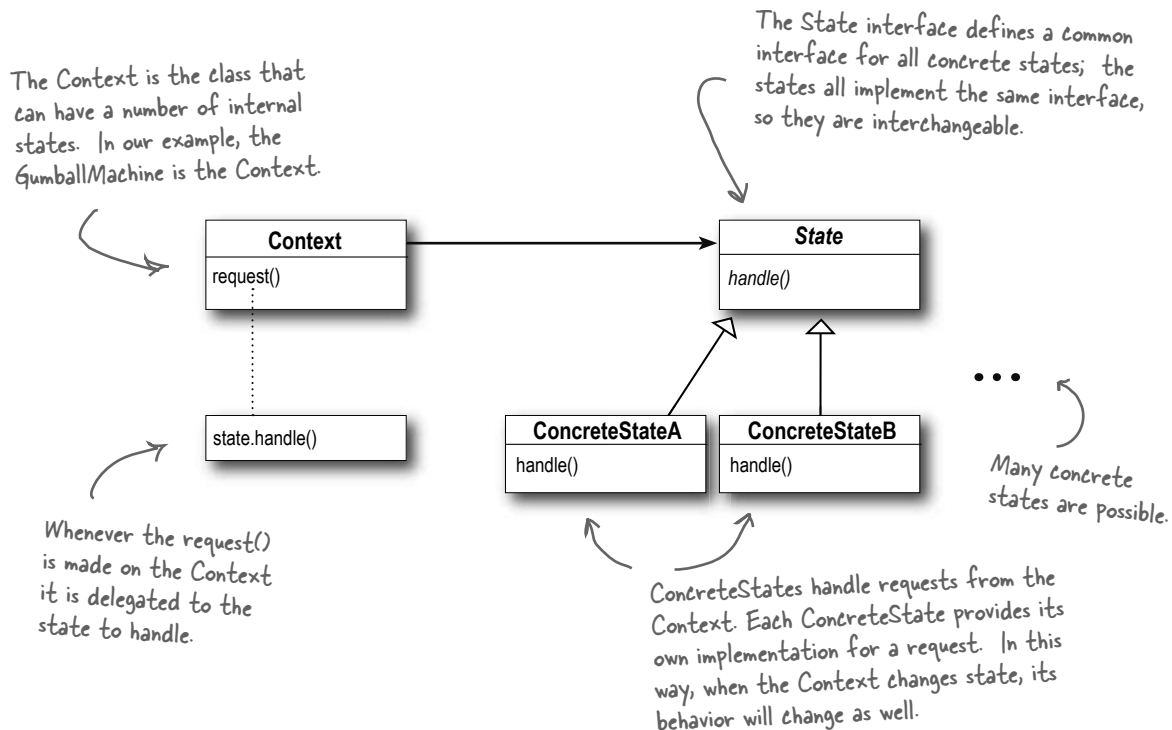 The State interface defines a common
interface for all concrete states; the
states all implement the same interface,
so they are interchangeable.
The Context is the class that
can have a number of internal
states. In our example, the
GumballMachine is the Context.
Context
request()
State
handle()
state.handle()
ConcreteStateA
handle()
ConcreteStateB
handle()
...
Many concrete
states are possible.
Whenever the request()
is made on the Context
it is delegated to the
state to handle.
ConcreteStates handle requests from the
Context. Each ConcreteState provides its
own implementation for a request. In this
way, when the Context changes state, its
behavior will change as well.